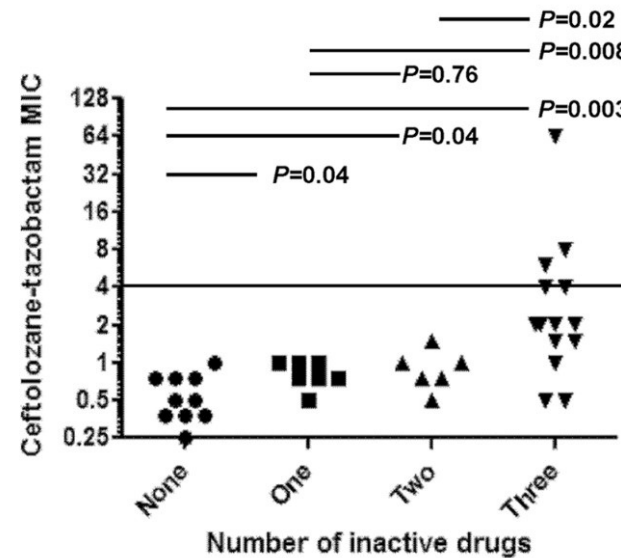 P=0.02
P=0.008
P=0.76
P=0.003
P=0.04
P=0.04
Ceftolozane-tazobactam MIC
128
64
32
16
8
4
2
1
0.5
0.25
None
One
Two
Three
Number of inactive drugs